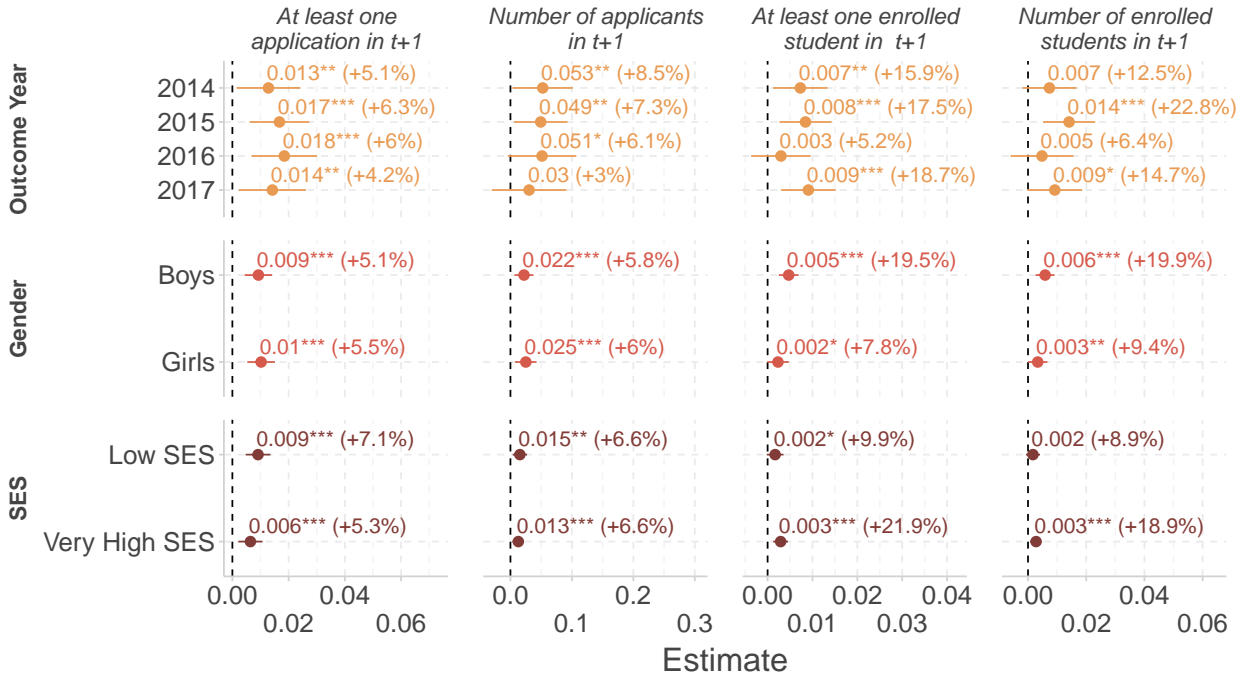 At least one
application in t+1
Number of applicants
in t+1
At least one enrolled
student in t+1
Number of enrolled
students in t+1
Outcome Year
2014
0.013** (+5.1%)
0.053** (+8.5%)
0.007** (+15.9%)
0.007 (+12.5%)
2015
0.017*** (+6.3%)
0.049** (+7.3%)
0.008*** (+17.5%)
0.014*** (+22.8%)
2016
0.018*** (+6%)
0.051* (+6.1%)
0.003 (+5.2%)
0.005 (+6.4%)
2017
0.014** (+4.2%)
0.03 (+3%)
0.009*** (+18.7%)
0.009* (+14.7%)
Gender
Boys
0.009*** (+5.1%)
0.022*** (+5.8%)
0.005*** (+19.5%)
0.006*** (+19.9%)
Girls
0.01*** (+5.5%)
0.025*** (+6%)
0.002* (+7.8%)
0.003** (+9.4%)
SES
Low SES
0.009*** (+7.1%)
0.015** (+6.6%)
0.002* (+9.9%)
0.002 (+8.9%)
Very High SES
0.006*** (+5.3%)
0.013*** (+6.6%)
0.003*** (+21.9%)
0.003*** (+18.9%)
0.00 0.02 0.04 0.06
0.0 0.1 0.2 0.3
0.00 0.01 0.02 0.03 0.04
0.00 0.02 0.04 0.06
Estimate